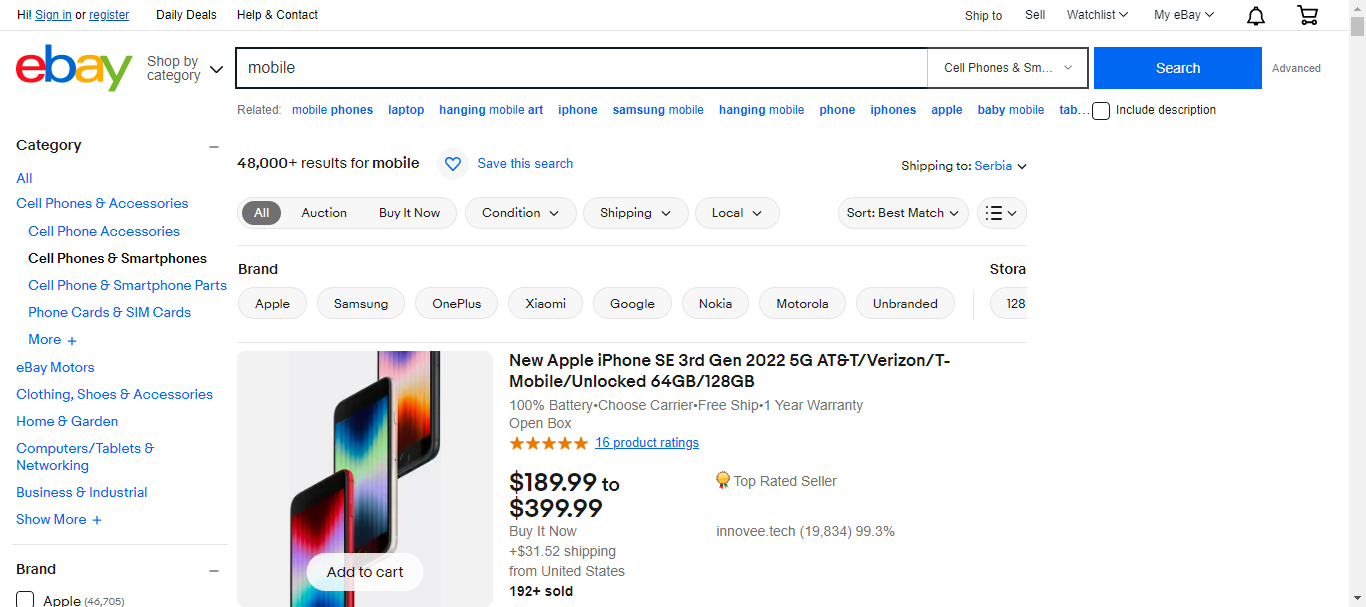 Hi! Sign in or register
Daily Deals
Help & Contact
Ship to
Sell
Watchlist
My eBay
ebay
Shop by
category
mobile
Cell Phones & Sm...
Search
Advanced
Related: mobile phones laptop hanging mobile art iphone samsung mobile hanging mobile phone iphones apple baby mobile tab...
Include description
Category
All
Cell Phones & Accessories
Cell Phone Accessories
Cell Phones & Smartphones
Cell Phone & Smartphone Parts
Phone Cards & SIM Cards
More +
eBay Motors
Clothing, Shoes & Accessories
Home & Garden
Computers/Tablets &
Networking
Business & Industrial
Show More +
Brand
Apple (46,705)
48,000+ results for mobile
Save this search
Shipping to: Serbia
All
Auction
Buy It Now
Condition
Shipping
Local
Sort: Best Match
Brand
Stora
Apple
Samsung
OnePlus
Xiaomi
Google
Nokia
Motorola
Unbranded
128
Add to cart
New Apple iPhone SE 3rd Gen 2022 5G AT&T/Verizon/T-
Mobile/Unlocked 64GB/128GB
100% Battery•Choose Carrier•Free Ship•1 Year Warranty
Open Box
16 product ratings
$189.99 to
$399.99
Buy It Now
+$31.52 shipping
from United States
192+ sold
Top Rated Seller
innovee.tech (19,834) 99.3%